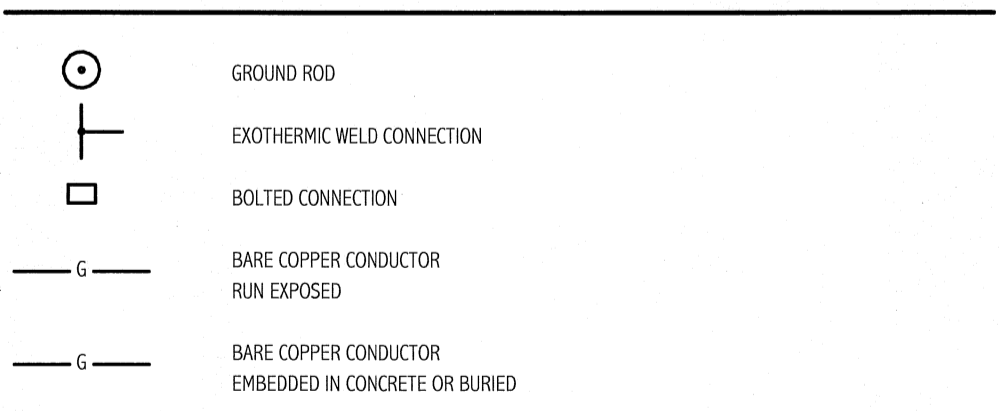 GROUND ROD
EXOTHERMIC WELD CONNECTION
BOLTED CONNECTION
G
BARE COPPER CONDUCTOR
RUN EXPOSED
G
BARE COPPER CONDUCTOR
EMBEDDED IN CONCRETE OR BURIED